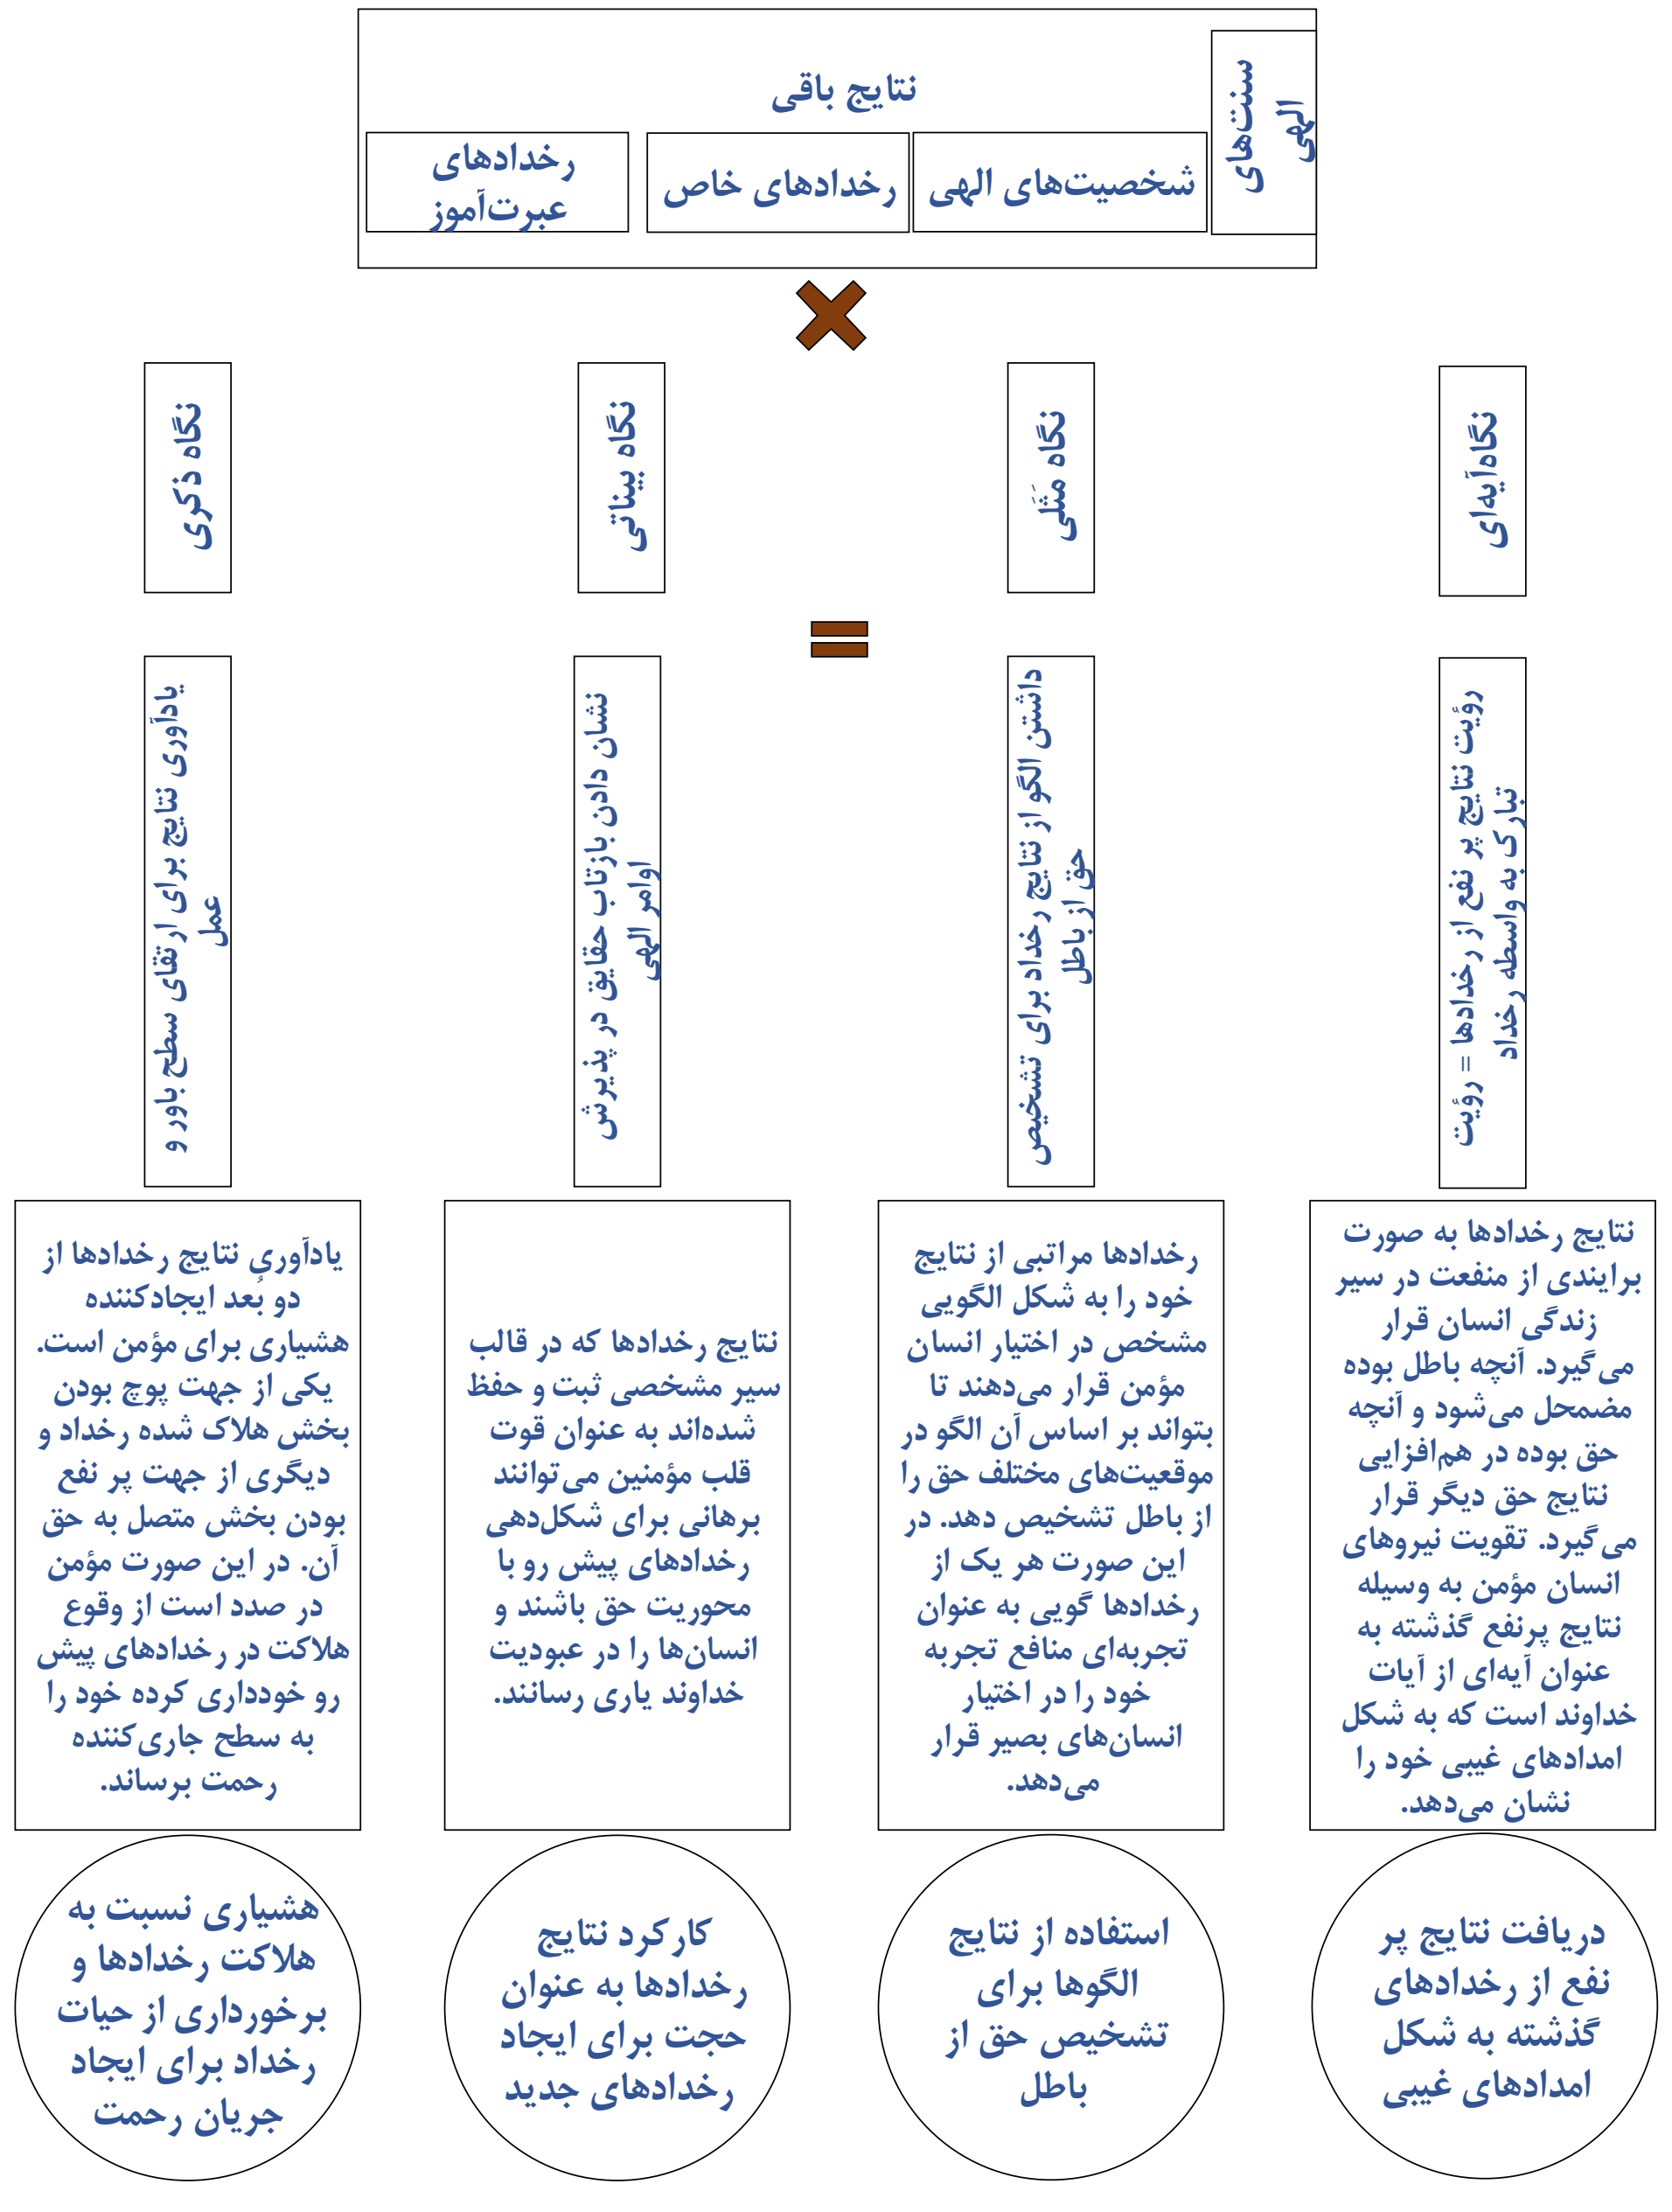 نتایج باقی
سنت‌های
الهی
شخصیت‌های الهی
رخدادهای خاص
رخدادهای
عبرت‌آموز
نگاه‌آیه‌ای
نگاه مَثَلی
نگاه بیناتی
نگاه ذکری
رؤیت نتایج پر نفع از رخدادها = رؤیت
تبارک به واسطه رخداد
داشتن الگو از نتایج رخداد برای تشخیص
حق از باطل
نشان دادن بازتاب حقایق در پذیرش
اوامر الهی
یادآوری نتایج برای ارتقای سطح باور و
عمل
نتایج رخدادها به صورت
برایندی از منفعت در سیر
زندگی انسان قرار
می‌گیرد. آنچه باطل بوده
مضمحل می‌شود و آنچه
حق بوده در هم‌افزایی
نتایج حق دیگر قرار
می‌گیرد. تقویت نیروهای
انسان مؤمن به وسیله
نتایج پرنفع گذشته به
عنوان آیه‌ای از آیات
خداوند است که به شکل
امدادهای غیبی خود را
نشان می‌دهد.
رخدادها مراتبی از نتایج
خود را به شکل الگویی
مشخص در اختیار انسان
مؤمن قرار می‌دهند تا
بتواند بر اساس آن الگو در
موقعیت‌های مختلف حق را
از باطل تشخیص دهد. در
این صورت هر یک از
رخدادها گویی به عنوان
تجربه‌ای منافع تجربه
خود را در اختیار
انسان‌های بصیر قرار
می‌دهد.
نتایج رخدادها که در قالب
سیر مشخصی ثبت و حفظ
شده‌اند به عنوان قوت
قلب مؤمنین می‌توانند
برهانی برای شکل‌دهی
رخدادهای پیش رو با
محوریت حق باشند و
انسان‌ها را در عبودیت
خداوند یاری رسانند.
یادآوری نتایج رخدادها از
دو بُعد ایجادکننده
هشیاری برای مؤمن است.
یکی از جهت پوچ بودن
بخش هلاک شده رخداد و
دیگری از جهت پر نفع
بودن بخش متصل به حق
آن. در این صورت مؤمن
در صدد است از وقوع
هلاکت در رخدادهای پیش
رو خودداری کرده خود را
به سطح جاری‌کننده
رحمت برساند.
دریافت نتایج پر
نفع از رخدادهای
گذشته به شکل
امدادهای غیبی
استفاده از نتایج
الگوها برای
تشخیص حق از
باطل
کارکرد نتایج
رخدادها به عنوان
حجت برای ایجاد
رخدادهای جدید
هشیاری نسبت به
هلاکت رخدادها و
برخورداری از حیات
رخداد برای ایجاد
جریان رحمت